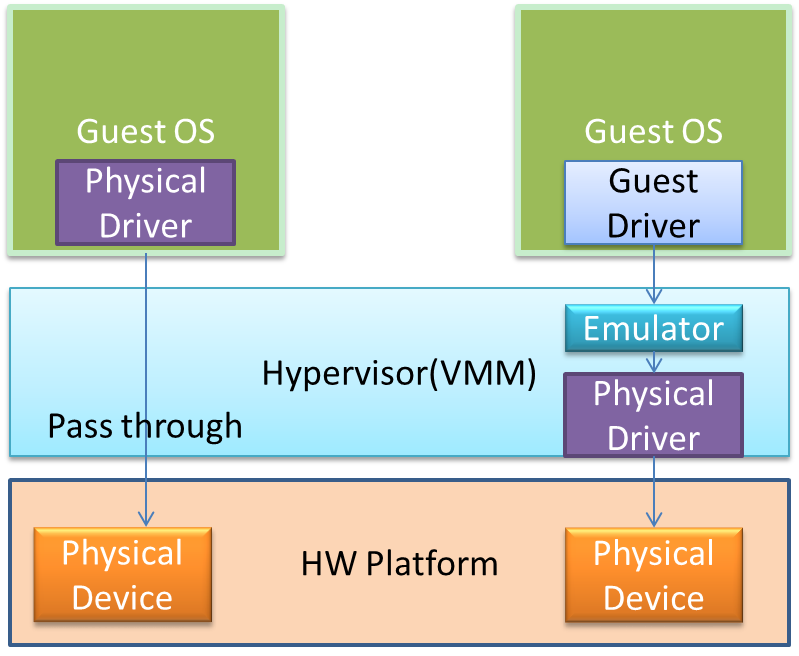 Guest OS
Physical
Driver
Guest OS
Guest
Driver
Emulator
Hypervisor(VMM)
Physical
Driver
Pass through
Physical
Device
HW Platform
Physical
Device